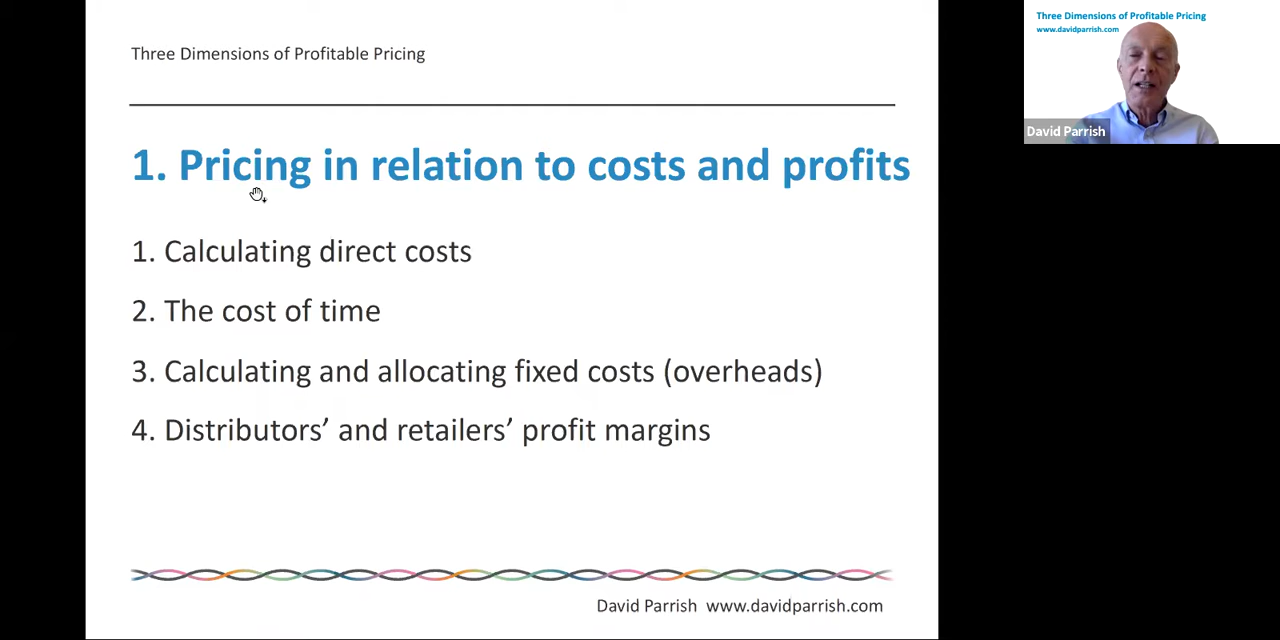 Three Dimensions of Profitable Pricing
1. Pricing in relation to costs and profits
1. Calculating direct costs
2. The cost of time
3. Calculating and allocating fixed costs (overheads)
4. Distributors’ and retailers’ profit margins
David Parrish www.davidparrish.com
Three Dimensions of Profitable Pricing
www.davidparrish.com
David Parrish